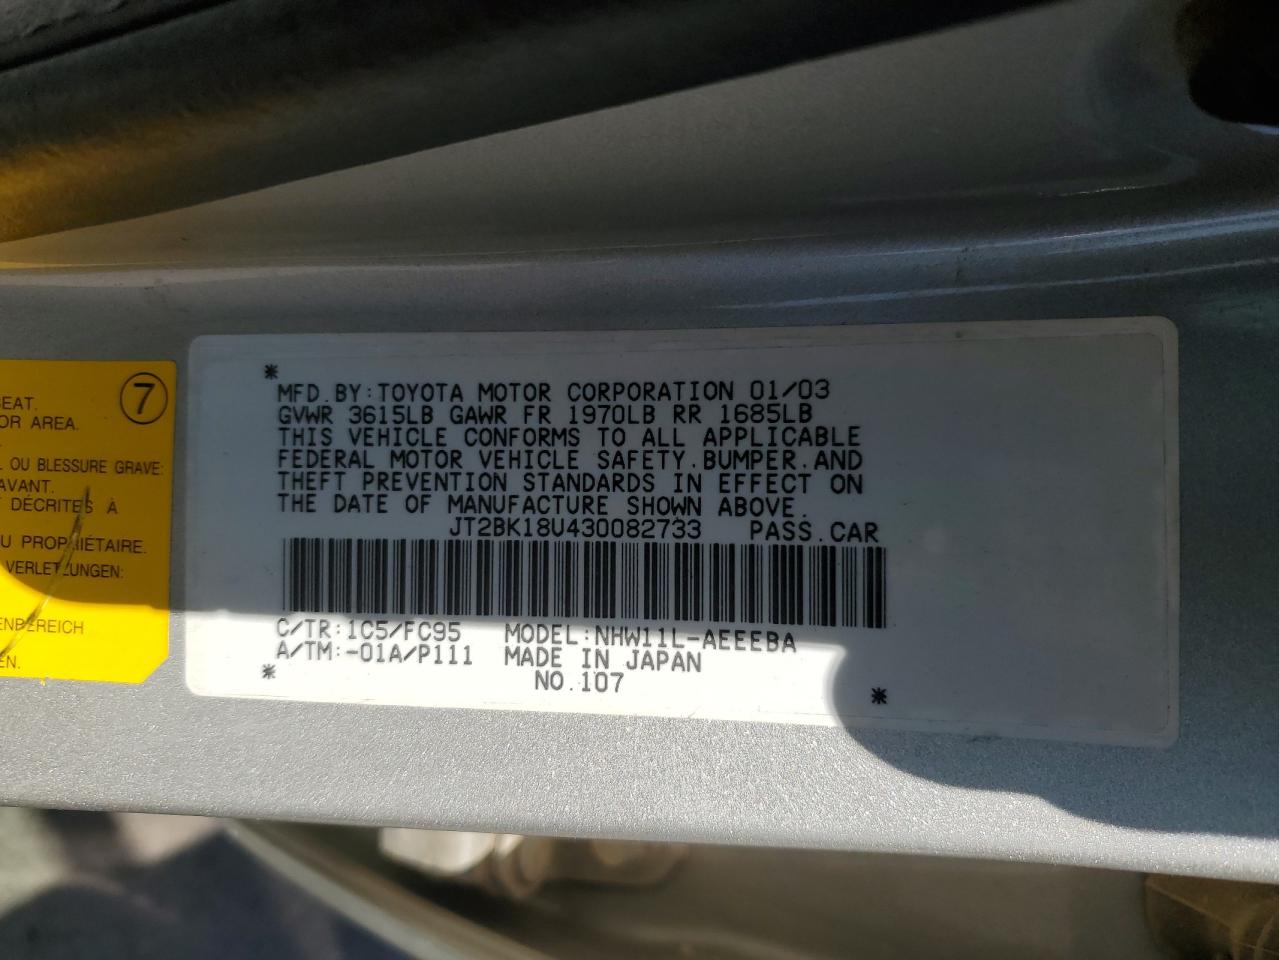 7
EAT.
OR AREA.
L OU BLESSURE GRAVE:
AVANT.
DÉCRITES À
U PROPRIÉTAIRE.
VERLETZUNGEN:
ENBEREICH
EN.
*
MFD.BY:TOYOTA MOTOR CORPORATION 01/03
GVWR 3615LB GAWR FR 1970LB RR 1685LB
THIS VEHICLE CONFORMS TO ALL APPLICABLE
FEDERAL MOTOR VEHICLE SAFETY.BUMPER.AND
THEFT PREVENTION STANDARDS IN EFFECT ON
THE DATE OF MANUFACTURE SHOWN ABOVE.
JT2BK18U430082733 PASS.CAR
C/TR:1C5/FC95 MODEL:NHW11L-AEEEBA
A/TM:-01A/P111 MADE IN JAPAN
* NO.107 *